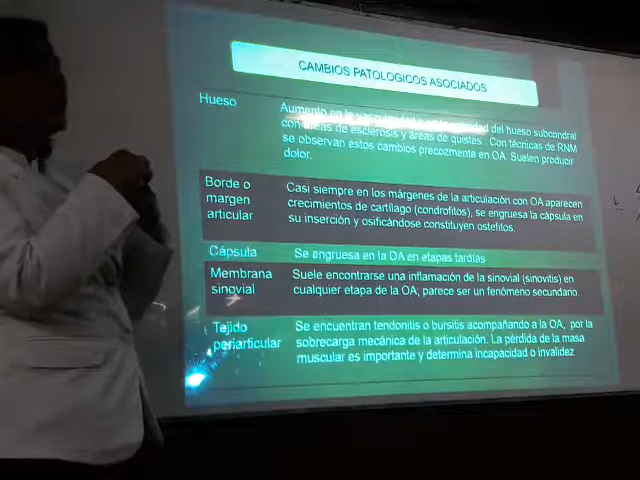 CAMBIOS PATOLOGICOS ASOCIADOS
Hueso
Aumento en la vascularidad y en la del hueso subcondral
con áreas de esclerosis y áreas de quistes . Con técnicas de RNM
se observan estos cambios precozmente en OA. Suelen producir
dolor.
Borde o
margen
articular
Casi siempre en los márgenes de la articulación con OA aparecen
crecimientos de cartílago (condrofitos), se engruesa la cápsula en
su inserción y osificándose constituyen ostefitos.
Cápsula
Se engruesa en la OA en etapas tardías
Membrana
sinovial
Suele encontrarse una inflamación de la sinovial (sinovitis) en
cualquier etapa de la OA, parece ser un fenómeno secundario.
Tejido
periarticular
Se encuentran tendonitis o bursitis acompañando a la OA, por la
sobrecarga mecánica de la articulación. La pérdida de la masa
muscular es importante y determina incapacidad o invalidez